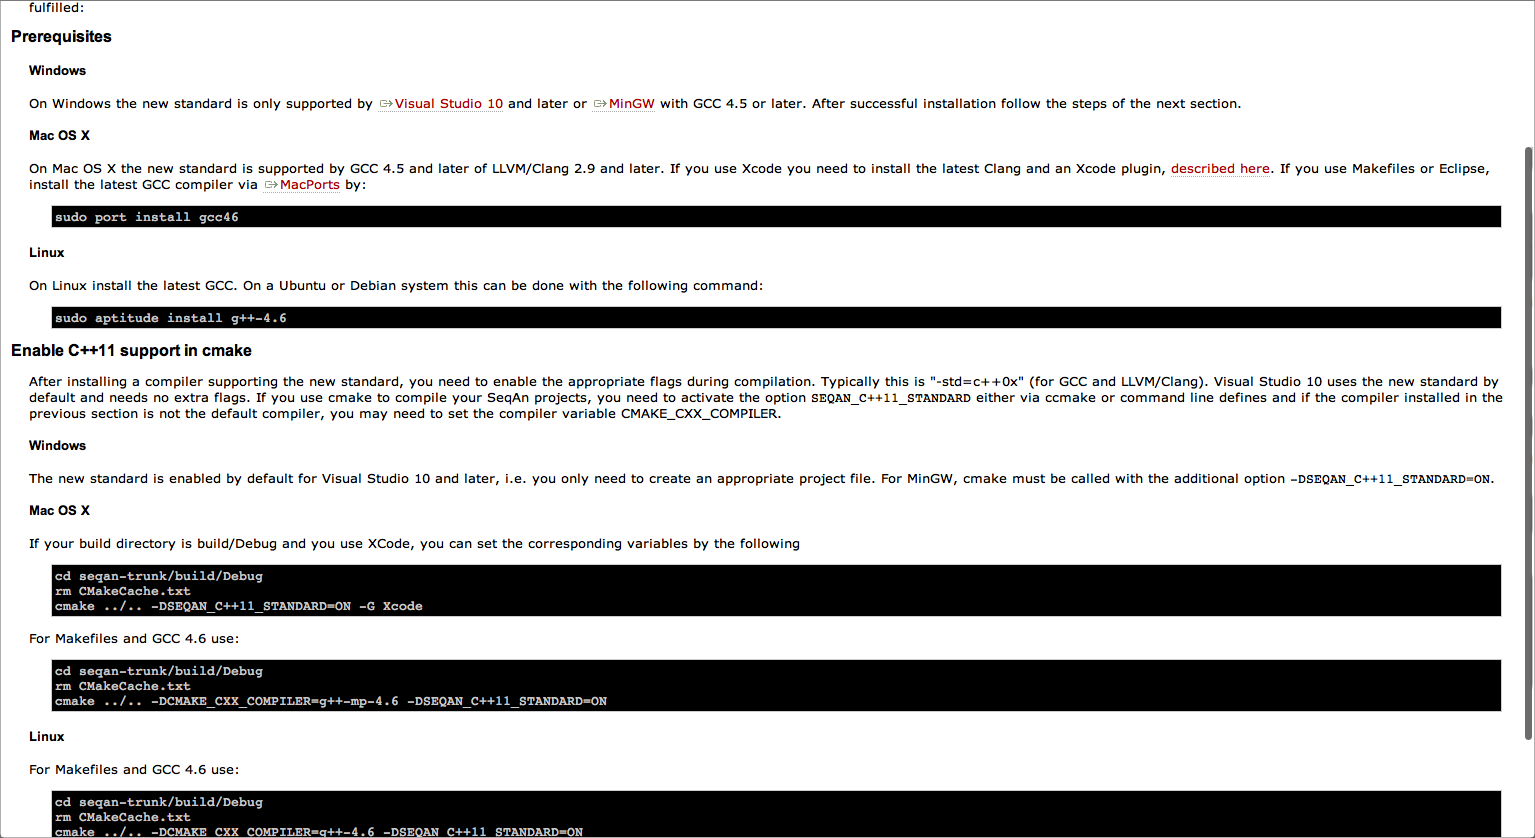 fulfilled:
Prerequisites
Windows
On Windows the new standard is only supported by Visual Studio 10 and later or MinGW with GCC 4.5 or later. After successful installation follow the steps of the next section.
Mac OS X
On Mac OS X the new standard is supported by GCC 4.5 and later of LLVM/Clang 2.9 and later. If you use Xcode you need to install the latest Clang and an Xcode plugin, described here. If you use Makefiles or Eclipse,
install the latest GCC compiler via MacPorts by:
sudo port install gcc46
Linux
On Linux install the latest GCC. On a Ubuntu or Debian system this can be done with the following command:
sudo aptitude install g++-4.6
Enable C++11 support in cmake
After installing a compiler supporting the new standard, you need to enable the appropriate flags during compilation. Typically this is "-std=c++0x" (for GCC and LLVM/Clang). Visual Studio 10 uses the new standard by
default and needs no extra flags. If you use cmake to compile your SeqAn projects, you need to activate the option SEQAN_C++11_STANDARD either via ccmake or command line defines and if the compiler installed in the
previous section is not the default compiler, you may need to set the compiler variable CMAKE_CXX_COMPILER.
Windows
The new standard is enabled by default for Visual Studio 10 and later, i.e. you only need to create an appropriate project file. For MinGW, cmake must be called with the additional option -DSEQAN_C++11_STANDARD=ON.
Mac OS X
If your build directory is build/Debug and you use XCode, you can set the corresponding variables by the following
cd seqan-trunk/build/Debug
rm CMakeCache.txt
cmake ../.. -DSEQAN_C++11_STANDARD=ON -G Xcode
For Makefiles and GCC 4.6 use:
cd seqan-trunk/build/Debug
rm CMakeCache.txt
cmake ../.. -DCMAKE_CXX_COMPILER=g++-mp-4.6 -DSEQAN_C++11_STANDARD=ON
Linux
For Makefiles and GCC 4.6 use:
cd seqan-trunk/build/Debug
rm CMakeCache.txt
cmake ../.. -DCMAKE_CXX_COMPILER=g++-4.6 -DSEQAN_C++11_STANDARD=ON